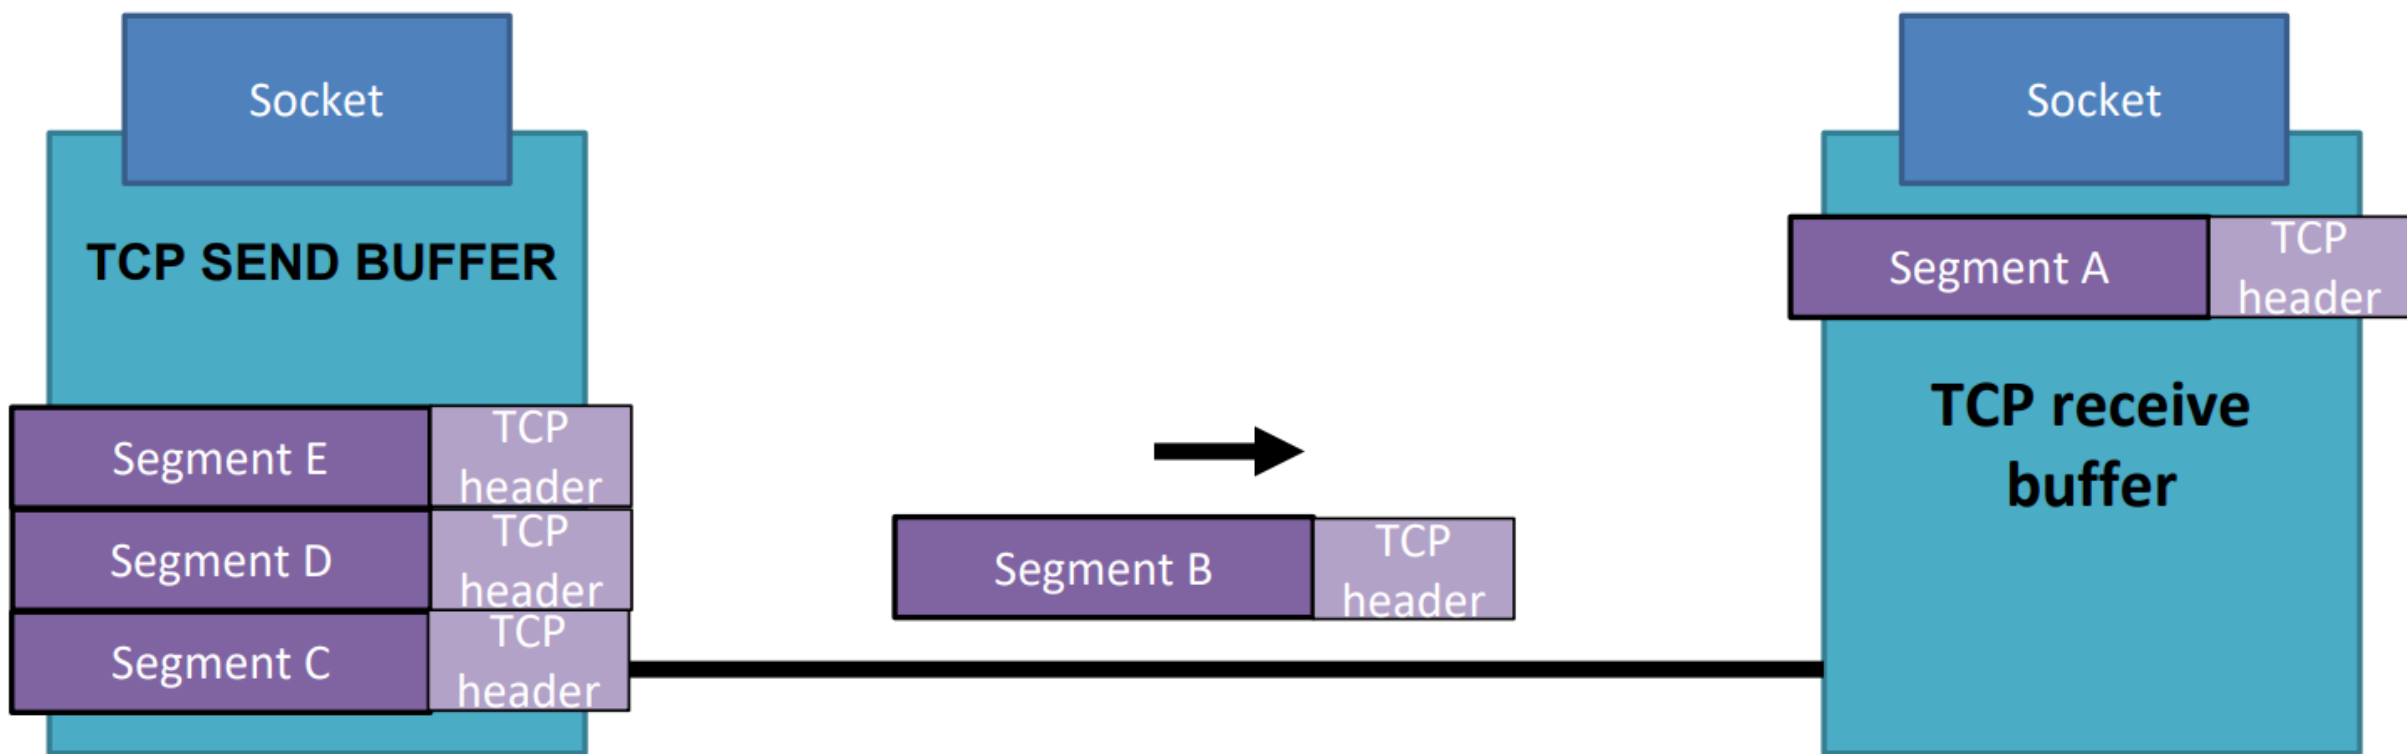 Socket
TCP SEND BUFFER
Segment E
TCP
header
Segment D
TCP
header
Segment C
TCP
header
Segment B
TCP
header
Socket
Segment A
TCP
header
TCP receive
buffer